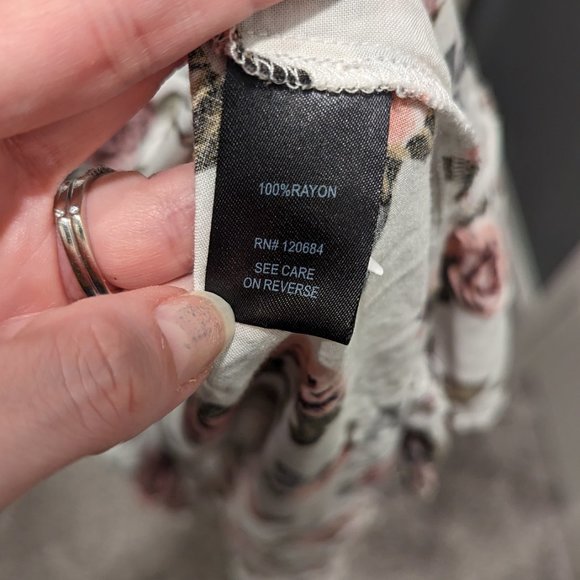 100%RAYON
RN# 120684
SEE CARE
ON REVERSE